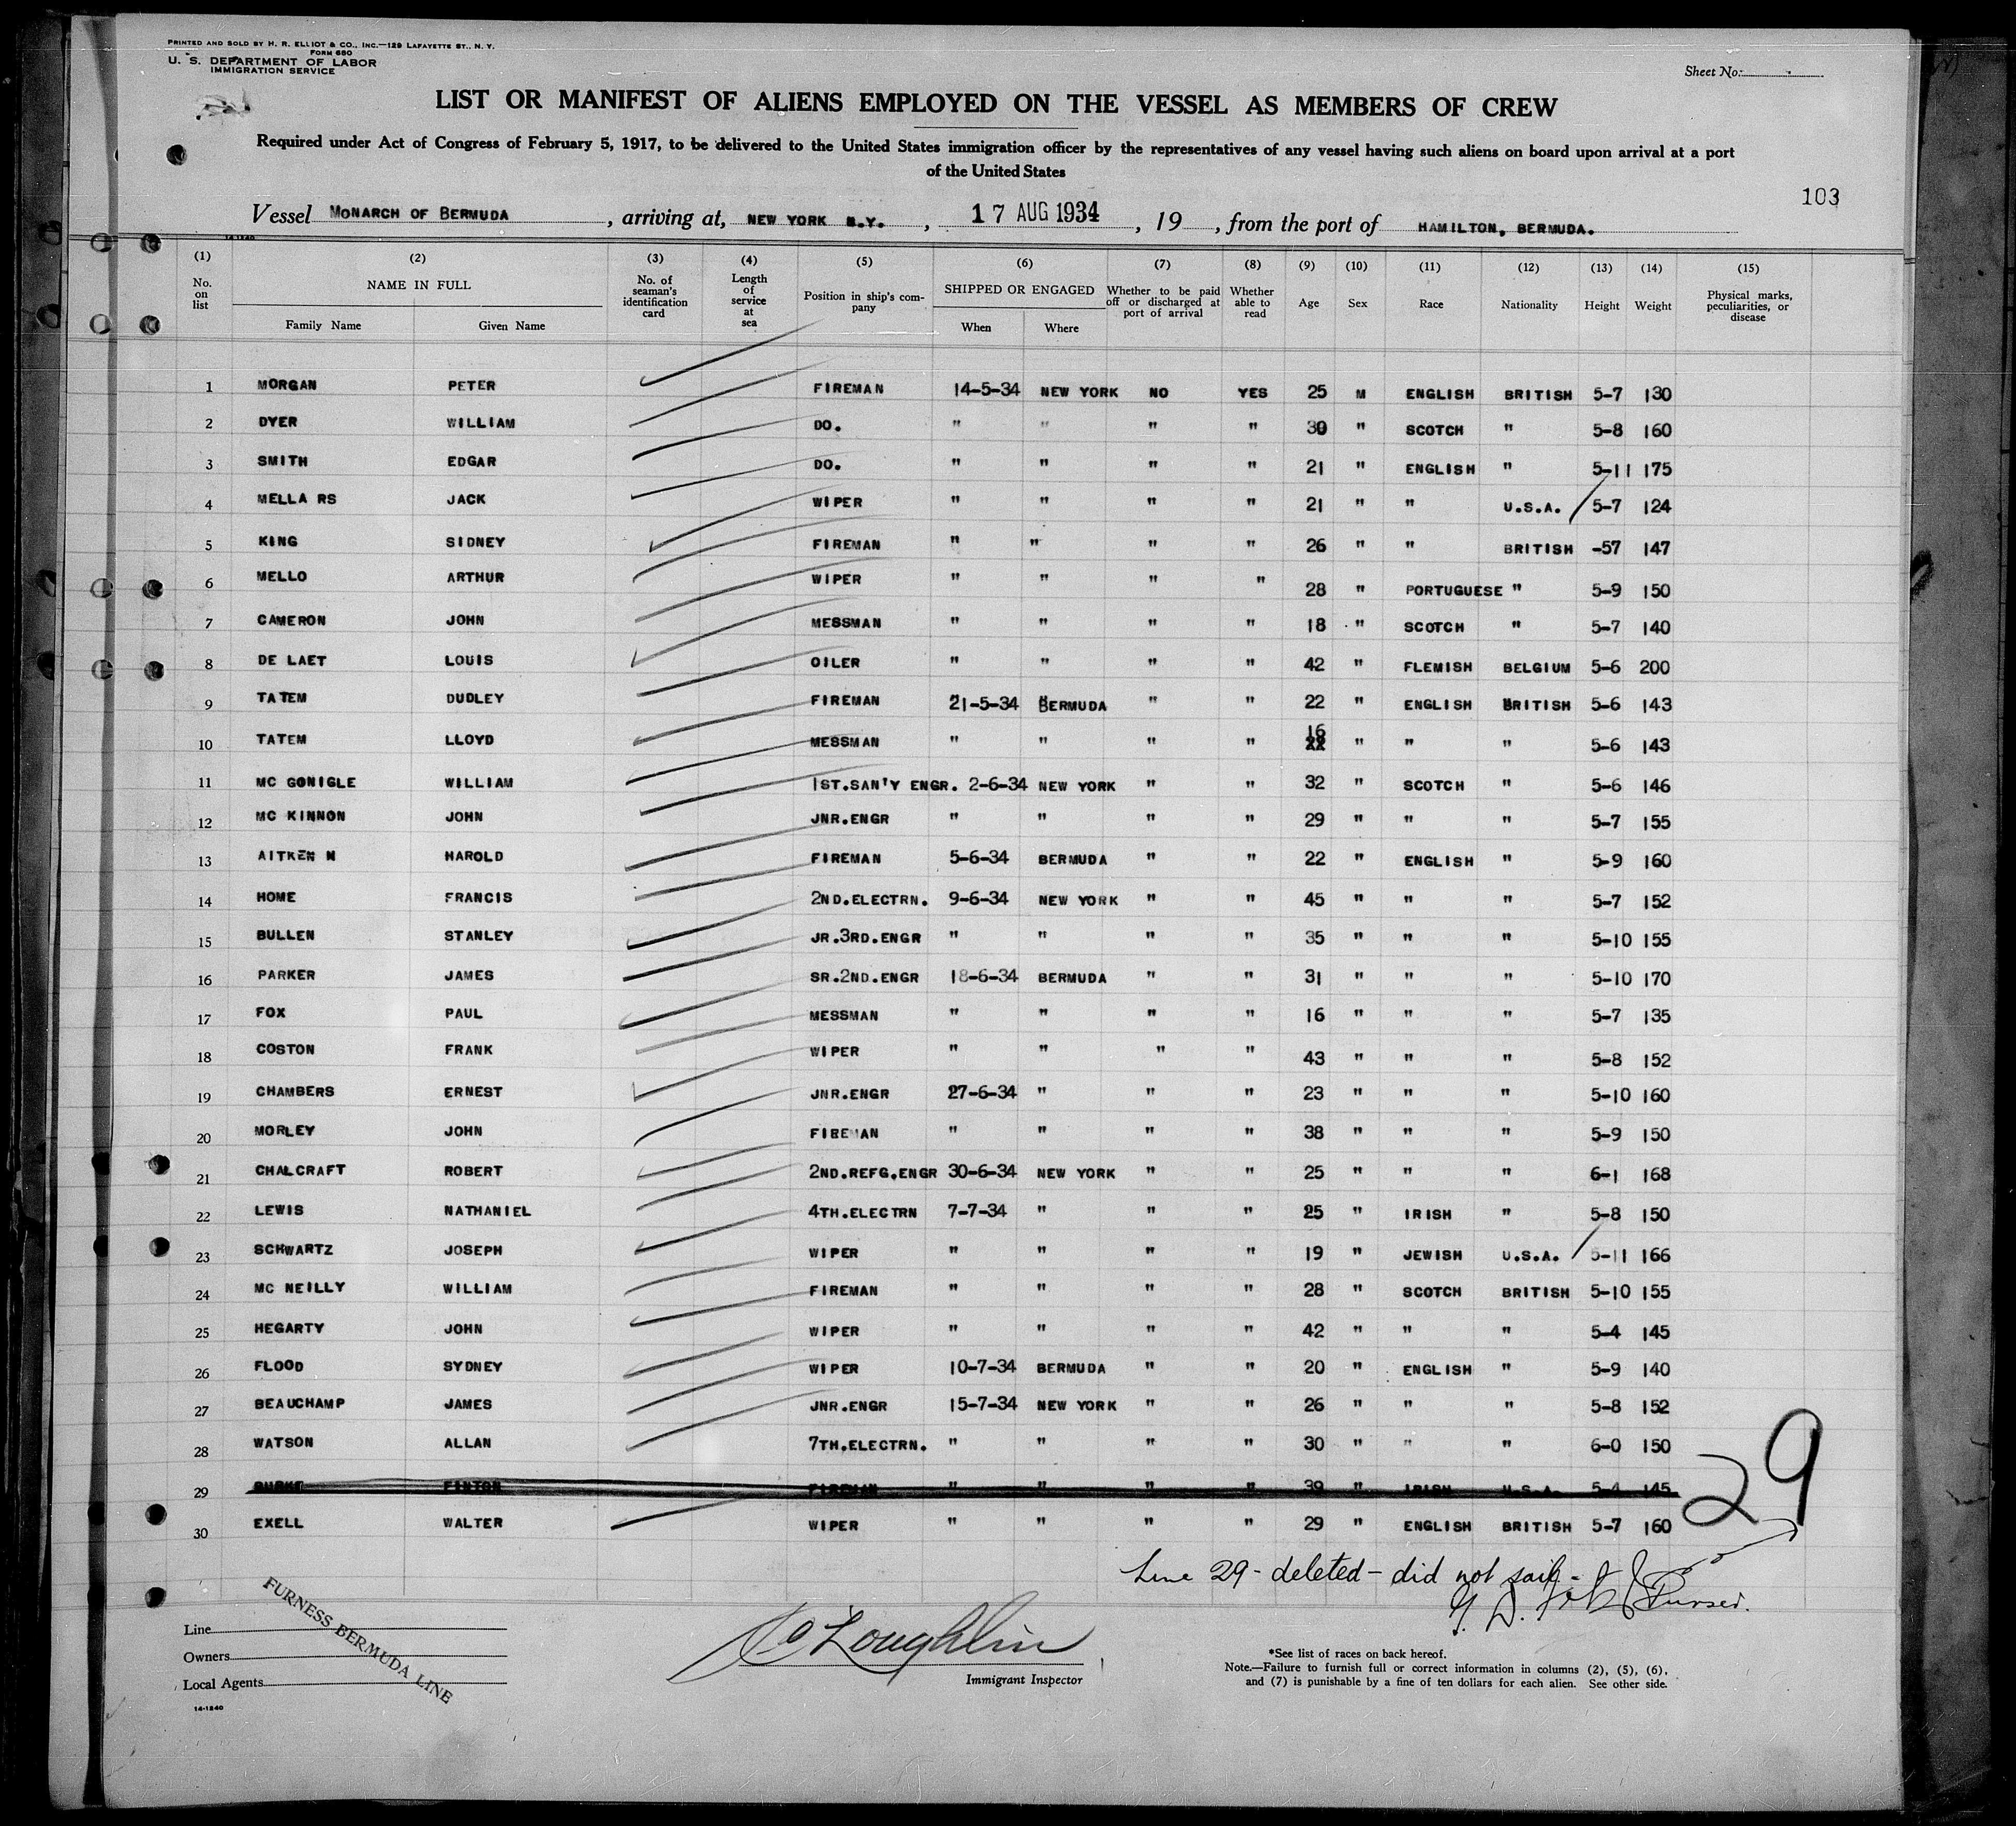 PRINTED AND SOLD BY H. R. ELLIOT & CO., INC.—129 LAFAYETTE ST., N. Y.
FORM 680
U. S. DEPARTMENT OF LABOR
IMMIGRATION SERVICE
Sheet No.
LIST OR MANIFEST OF ALIENS EMPLOYED ON THE VESSEL AS MEMBERS OF CREW
Required under Act of Congress of February 5, 1917, to be delivered to the United States immigration officer by the representatives of any vessel having such aliens on board upon arrival at a port
of the United States
103
Vessel MONARCH OF BERMUDA, arriving at, NEW YORK N.Y., 17 AUG 1934, 19, from the port of HAMILTON, BERMUDA.
14-1240
(1) (2) (3) (4) (5) (6) (7) (8) (9) (10) (11) (12) (13) (14) (15)
No. on list NAME IN FULL Family Name Given Name No. of seaman's identification card Length of service at sea Position in ship's company SHIPPED OR ENGAGED When Where Whether to be paid off or discharged at port of arrival Whether able to read Age Sex Race Nationality Height Weight Physical marks, peculiarities, or disease
1 MORGAN PETER FIREMAN 14-5-34 NEW YORK NO YES 25 M ENGLISH BRITISH 5-7 130
2 DYER WILLIAM DO. " " " " 30 " SCOTCH " 5-8 160
3 SMITH EDGAR DO. " " " " 21 " ENGLISH " 5-11 175
4 MELLA RS JACK WIPER " " " " 21 " " U.S.A. 5-7 124
5 KING SIDNEY FIREMAN " " " " 26 " " BRITISH -57 147
6 MELLO ARTHUR WIPER " " " " 28 " PORTUGUESE " 5-9 150
7 CAMERON JOHN MESSMAN " " " " 18 " SCOTCH " 5-7 140
8 DE LAET LOUIS OILER " " " " 42 " FLEMISH BELGIUM 5-6 200
9 TATEM DUDLEY FIREMAN 21-5-34 BERMUDA " " 22 " ENGLISH BRITISH 5-6 143
10 TATEM LLOYD MESSMAN " " " " 16 22 " " " 5-6 143
11 MC GONIGLE WILLIAM 1ST.SAN'Y ENGR. 2-6-34 NEW YORK " " 32 " SCOTCH " 5-6 146
12 MC KINNON JOHN JNR.ENGR " " " " 29 " " " 5-7 155
13 AITKEN N HAROLD FIREMAN 5-6-34 BERMUDA " " 22 " ENGLISH " 5-9 160
14 HOME FRANCIS 2ND.ELECTRN. 9-6-34 NEW YORK " " 45 " " " 5-7 152
15 BULLEN STANLEY JR.3RD.ENGR " " " " 35 " " " 5-10 155
16 PARKER JAMES SR.2ND.ENGR 18-6-34 BERMUDA " " 31 " " " 5-10 170
17 FOX PAUL MESSMAN " " " " 16 " " " 5-7 135
18 COSTON FRANK WIPER " " " " 43 " " " 5-8 152
19 CHAMBERS ERNEST JNR.ENGR 27-6-34 " " " 23 " " " 5-10 160
20 MORLEY JOHN FIREMAN " " " " 38 " " " 5-9 150
21 CHALCRAFT ROBERT 2ND.REFG.ENGR 30-6-34 NEW YORK " " 25 " " " 6-1 168
22 LEWIS NATHANIEL 4TH.ELECTRN 7-7-34 " " " 25 " IRISH " 5-8 150
23 SCHWARTZ JOSEPH WIPER " " " " 19 " JEWISH U.S.A. 5-11 166
24 MC NEILLY WILLIAM FIREMAN " " " " 28 " SCOTCH BRITISH 5-10 155
25 HEGARTY JOHN WIPER " " " " 42 " " " 5-4 145
26 FLOOD SYDNEY WIPER 10-7-34 BERMUDA " " 20 " ENGLISH " 5-9 140
27 BEAUCHAMP JAMES JNR.ENGR 15-7-34 NEW YORK " " 26 " " " 5-8 152
28 WATSON ALLAN 7TH.ELECTRN. " " " " 30 " " " 6-0 150
29 BURKE FINTON FIREMAN " " " " 39 " IRISH U.S.A. 5-4 145
30 EXELL WALTER WIPER " " " " 29 " ENGLISH BRITISH 5-7 160
29
Line 29 - deleted - did not sail -
Purser.
Line
Owners
Local Agents
FURNESS BERMUDA LINE
14-1240
McLoughlin
Immigrant Inspector
*See list of races on back hereof.
Note.—Failure to furnish full or correct information in columns (2), (5), (6),
and (7) is punishable by a fine of ten dollars for each alien. See other side.